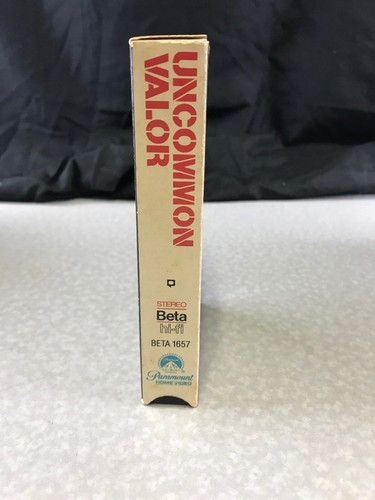 UNCOMMON
VALOR
STEREO
Beta
hi-fi
BETA 1657
Paramount
HOME VIDEO